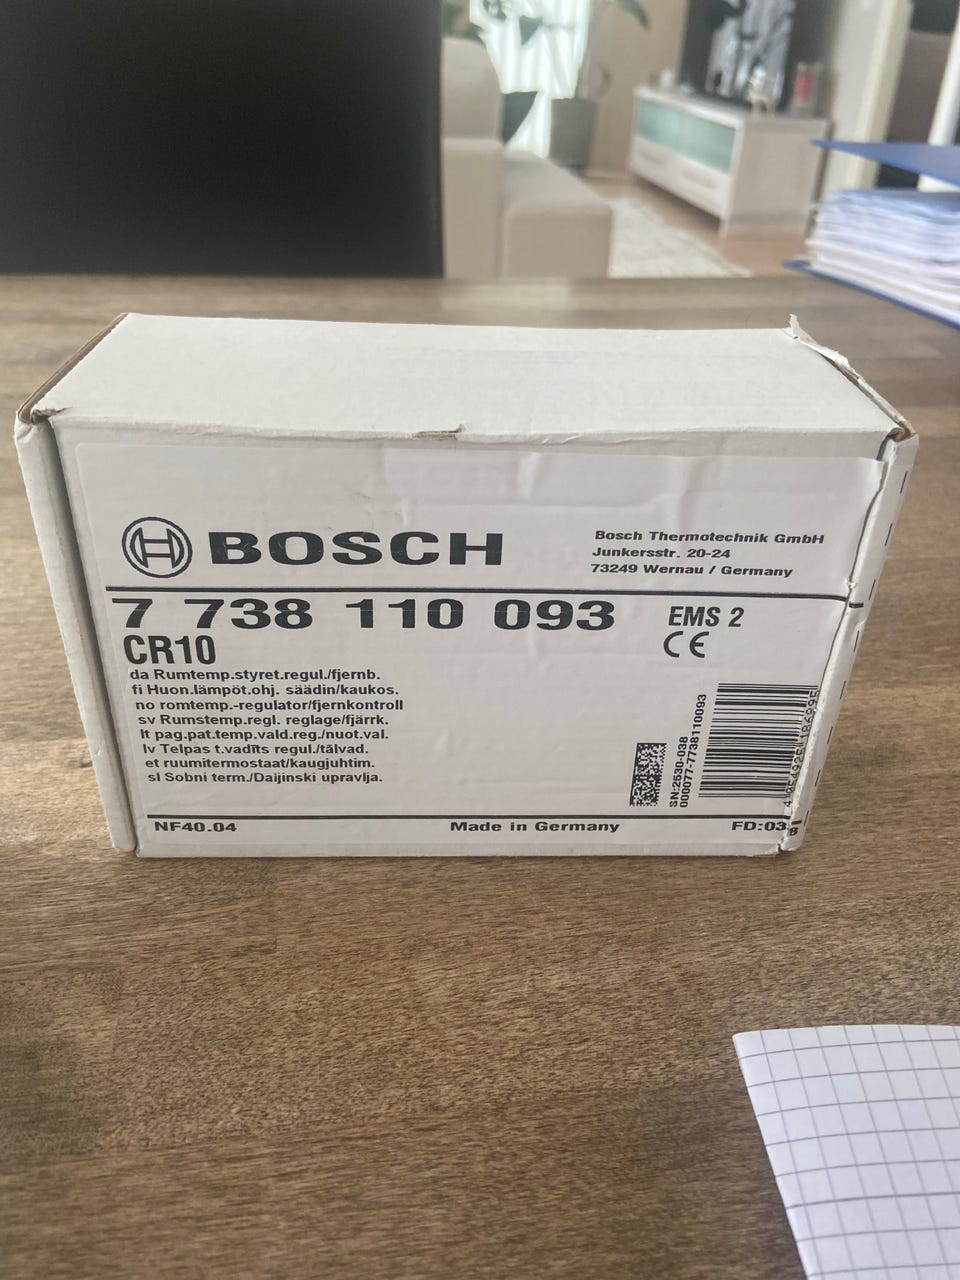 BOSCH
Bosch Thermotechnik GmbH
Junkersstr. 20-24
73249 Wernau / Germany
7 738 110 093
EMS 2
CE
CR10
da Rumtemp.styret.regul./fjernb.
fi Huon.lämpöt.ohj. säädin/kaukos.
no romtemp.-regulator/fjernkontroll
sv Rumstemp.regl. reglage/fjärrk.
lt pag.pat.temp.vald.reg./nuot.val.
lv Telpas t.vadīts regul./tālvad.
et ruumitermostaat/kaugjuhtim.
sl Sobni term./Daljinski upravlja.
SN:2530-038
000077-7738110093
NF40.04
Made in Germany
FD:038